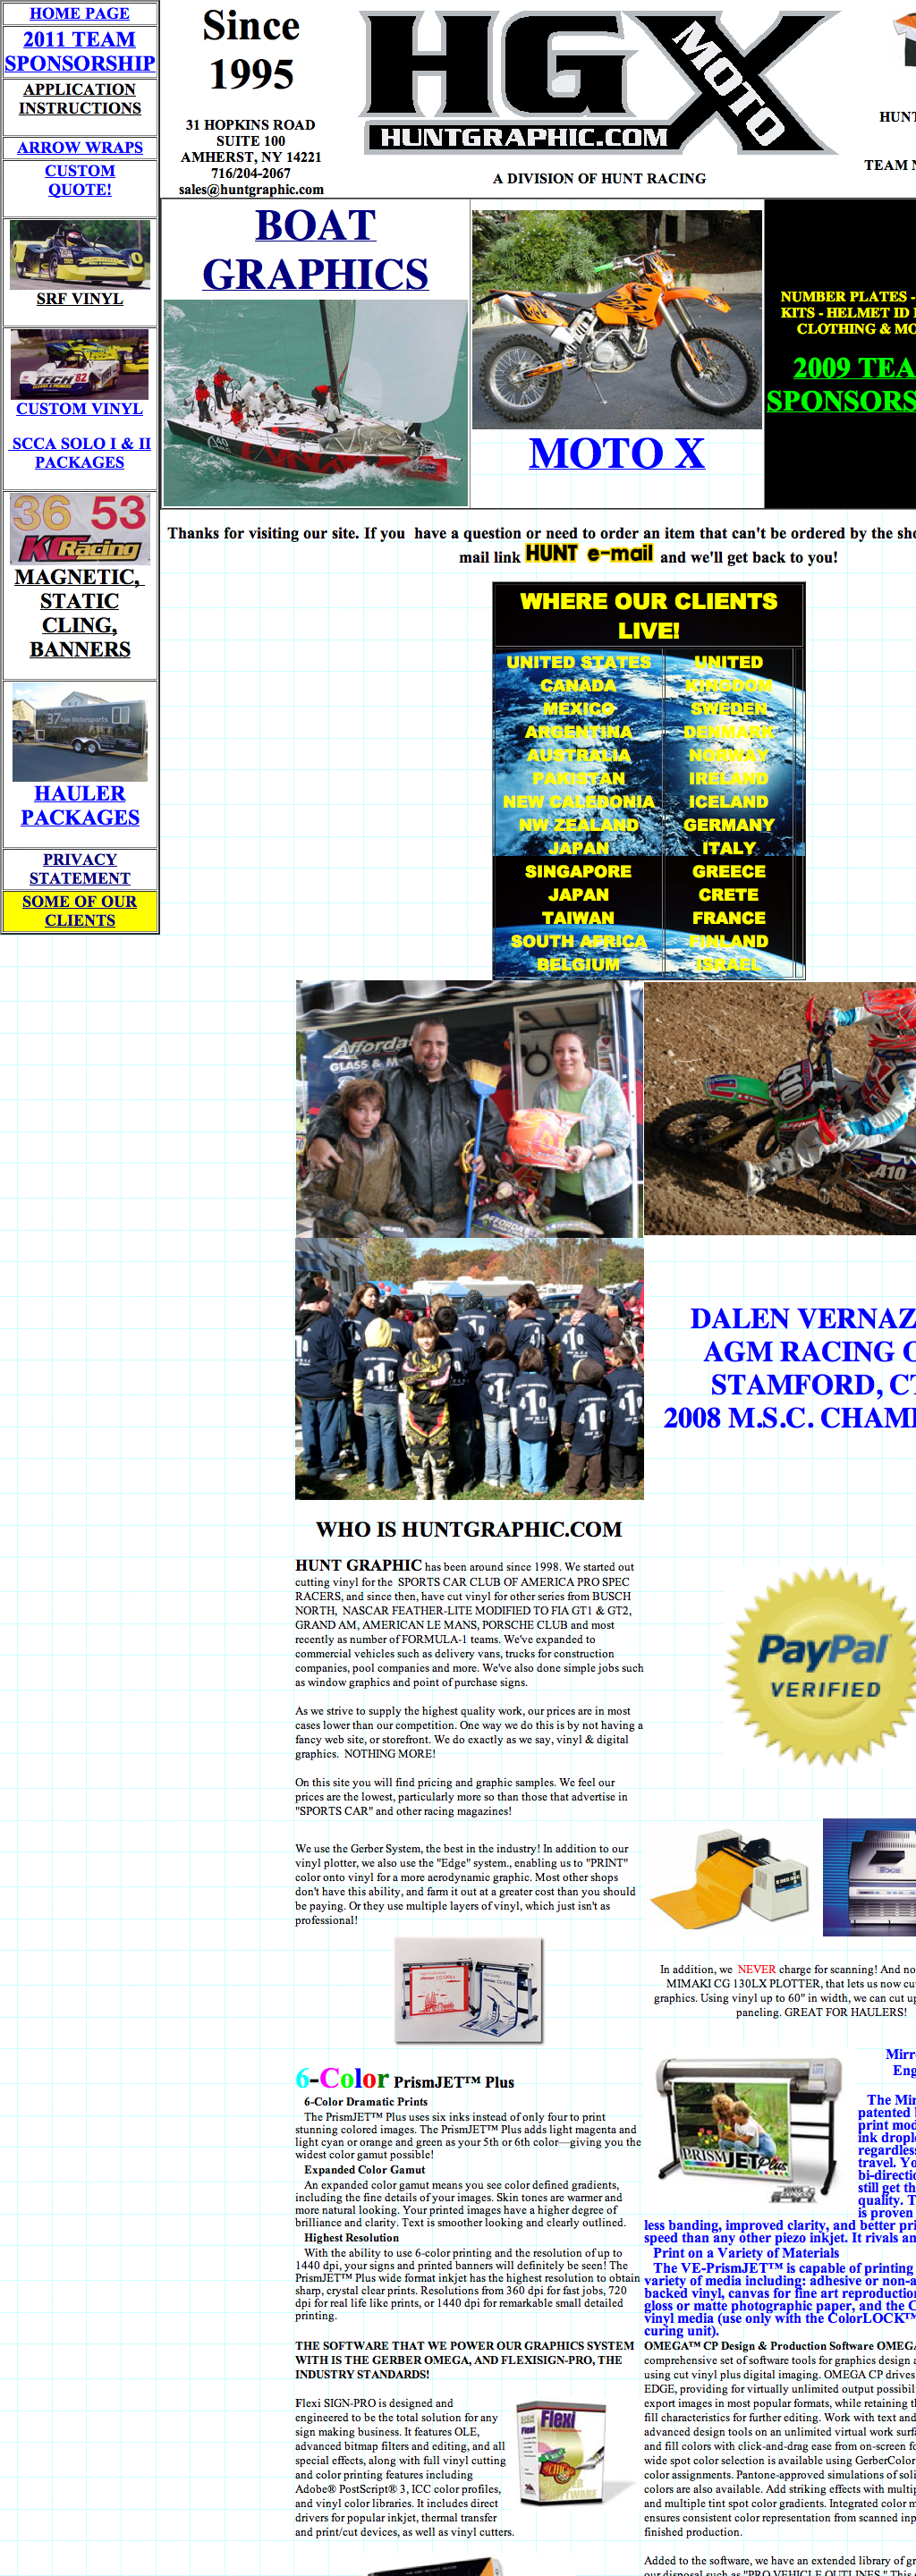 HOME PAGE
2011 TEAM
SPONSORSHIP
APPLICATION
INSTRUCTIONS
ARROW WRAPS
CUSTOM
QUOTE!
SRF VINYL
TECH 82
CUSTOM VINYL
SCCA SOLO I & II
PACKAGES
36 53
KC Racing
MAGNETIC,
STATIC
CLING,
BANNERS
37
Motorsports
HAULER
PACKAGES
PRIVACY
STATEMENT
SOME OF OUR
CLIENTS
Since
1995
31 HOPKINS ROAD
SUITE 100
AMHERST, NY 14221
716/204-2067
sales@huntgraphic.com
HGX
MOTO
HUNTGRAPHIC.COM
A DIVISION OF HUNT RACING
HUNT
TEAM N
BOAT
GRAPHICS
MOTO X
NUMBER PLATES -
KITS - HELMET ID
CLOTHING & MO
2009 TEA
SPONSORS
Thanks for visiting our site. If you  have a question or need to order an item that can't be ordered by the sho
mail link HUNT e-mail and we'll get back to you!
WHERE OUR CLIENTS
LIVE!
UNITED STATES
CANADA
MEXICO
ARGENTINA
AUSTRALIA
PAKISTAN
NEW CALEDONIA
NW ZEALAND
JAPAN
SINGAPORE
JAPAN
TAIWAN
SOUTH AFRICA
BELGIUM
UNITED
KINGDOM
SWEDEN
DENMARK
NORWAY
IRELAND
ICELAND
GERMANY
ITALY
GREECE
CRETE
FRANCE
FINLAND
ISRAEL
Afforda
GLASS & M
A10
410
DALEN VERNAZ
AGM RACING C
STAMFORD, CT
2008 M.S.C. CHAMI
WHO IS HUNTGRAPHIC.COM
HUNT GRAPHIC has been around since 1998. We started out
cutting vinyl for the  SPORTS CAR CLUB OF AMERICA PRO SPEC
RACERS, and since then, have cut vinyl for other series from BUSCH
NORTH,  NASCAR FEATHER-LITE MODIFIED TO FIA GT1 & GT2,
GRAND AM, AMERICAN LE MANS, PORSCHE CLUB and most
recently as number of FORMULA-1 teams. We've expanded to
commercial vehicles such as delivery vans, trucks for construction
companies, pool companies and more. We've also done simple jobs such
as window graphics and point of purchase signs.
As we strive to supply the highest quality work, our prices are in most
cases lower than our competition. One way we do this is by not having a
fancy web site, or storefront. We do exactly as we say, vinyl & digital
graphics.  NOTHING MORE!
On this site you will find pricing and graphic samples. We feel our
prices are the lowest, particularly more so than those that advertise in
"SPORTS CAR" and other racing magazines!
PayPal
VERIFIED
We use the Gerber System, the best in the industry! In addition to our
vinyl plotter, we also use the "Edge" system., enabling us to "PRINT"
color onto vinyl for a more aerodynamic graphic. Most other shops
don't have this ability, and farm it out at a greater cost than you should
be paying. Or they use multiple layers of vinyl, which just isn't as
professional!
In addition, we  NEVER charge for scanning! And no
MIMAKI CG 130LX PLOTTER, that lets us now cu
graphics. Using vinyl up to 60" in width, we can cut up
paneling. GREAT FOR HAULERS!
6-Color PrismJET™ Plus
6-Color Dramatic Prints
The PrismJET™ Plus uses six inks instead of only four to print
stunning colored images. The PrismJET™ Plus adds light magenta and
light cyan or orange and green as your 5th or 6th color—giving you the
widest color gamut possible!
Expanded Color Gamut
An expanded color gamut means you see color defined gradients,
including the fine details of your images. Skin tones are warmer and
more natural looking. Your printed images have a higher degree of
brilliance and clarity. Text is smoother looking and clearly outlined.
Highest Resolution
With the ability to use 6-color printing and the resolution of up to
1440 dpi, your signs and printed banners will definitely be seen! The
PrismJET™ Plus wide format inkjet has the highest resolution to obtain
sharp, crystal clear prints. Resolutions from 360 dpi for fast jobs, 720
dpi for real life like prints, or 1440 dpi for remarkable small detailed
printing.
PRISMJET Plus
Mirr
Eng
The Mir
patented
print mod
ink drople
regardless
travel. Yo
bi-directio
still get th
quality. T
is proven
less banding, improved clarity, and better pri
speed than any other piezo inkjet. It rivals an
Print on a Variety of Materials
The VE-PrismJET™ is capable of printing
variety of media including: adhesive or non-a
backed vinyl, canvas for fine art reproduction
gloss or matte photographic paper, and the C
vinyl media (use only with the ColorLOCK™
curing unit).
THE SOFTWARE THAT WE POWER OUR GRAPHICS SYSTEM
WITH IS THE GERBER OMEGA, AND FLEXISIGN-PRO, THE
INDUSTRY STANDARDS!
Flexi SIGN-PRO is designed and
engineered to be the total solution for any
sign making business. It features OLE,
advanced bitmap filters and editing, and all
special effects, along with full vinyl cutting
and color printing features including
Adobe® PostScript® 3, ICC color profiles,
and vinyl color libraries. It includes direct
drivers for popular inkjet, thermal transfer
and print/cut devices, as well as vinyl cutters.
Flexi
OMEGA™ CP Design & Production Software OMEGA
comprehensive set of software tools for graphics design a
using cut vinyl plus digital imaging. OMEGA CP drives
EDGE, providing for virtually unlimited output possibili
export images in most popular formats, while retaining th
fill characteristics for further editing. Work with text and
advanced design tools on an unlimited virtual work surfa
and fill colors with click-and-drag ease from on-screen fo
wide spot color selection is available using GerberColor
color assignments. Pantone-approved simulations of soli
colors are also available. Add striking effects with multip
and multiple tint spot color gradients. Integrated color m
ensures consistent color representation from scanned inp
finished production.
Added to the software, we have an extended library of gr
our disposal such as "PRO VEHICLE OUTLINES." This